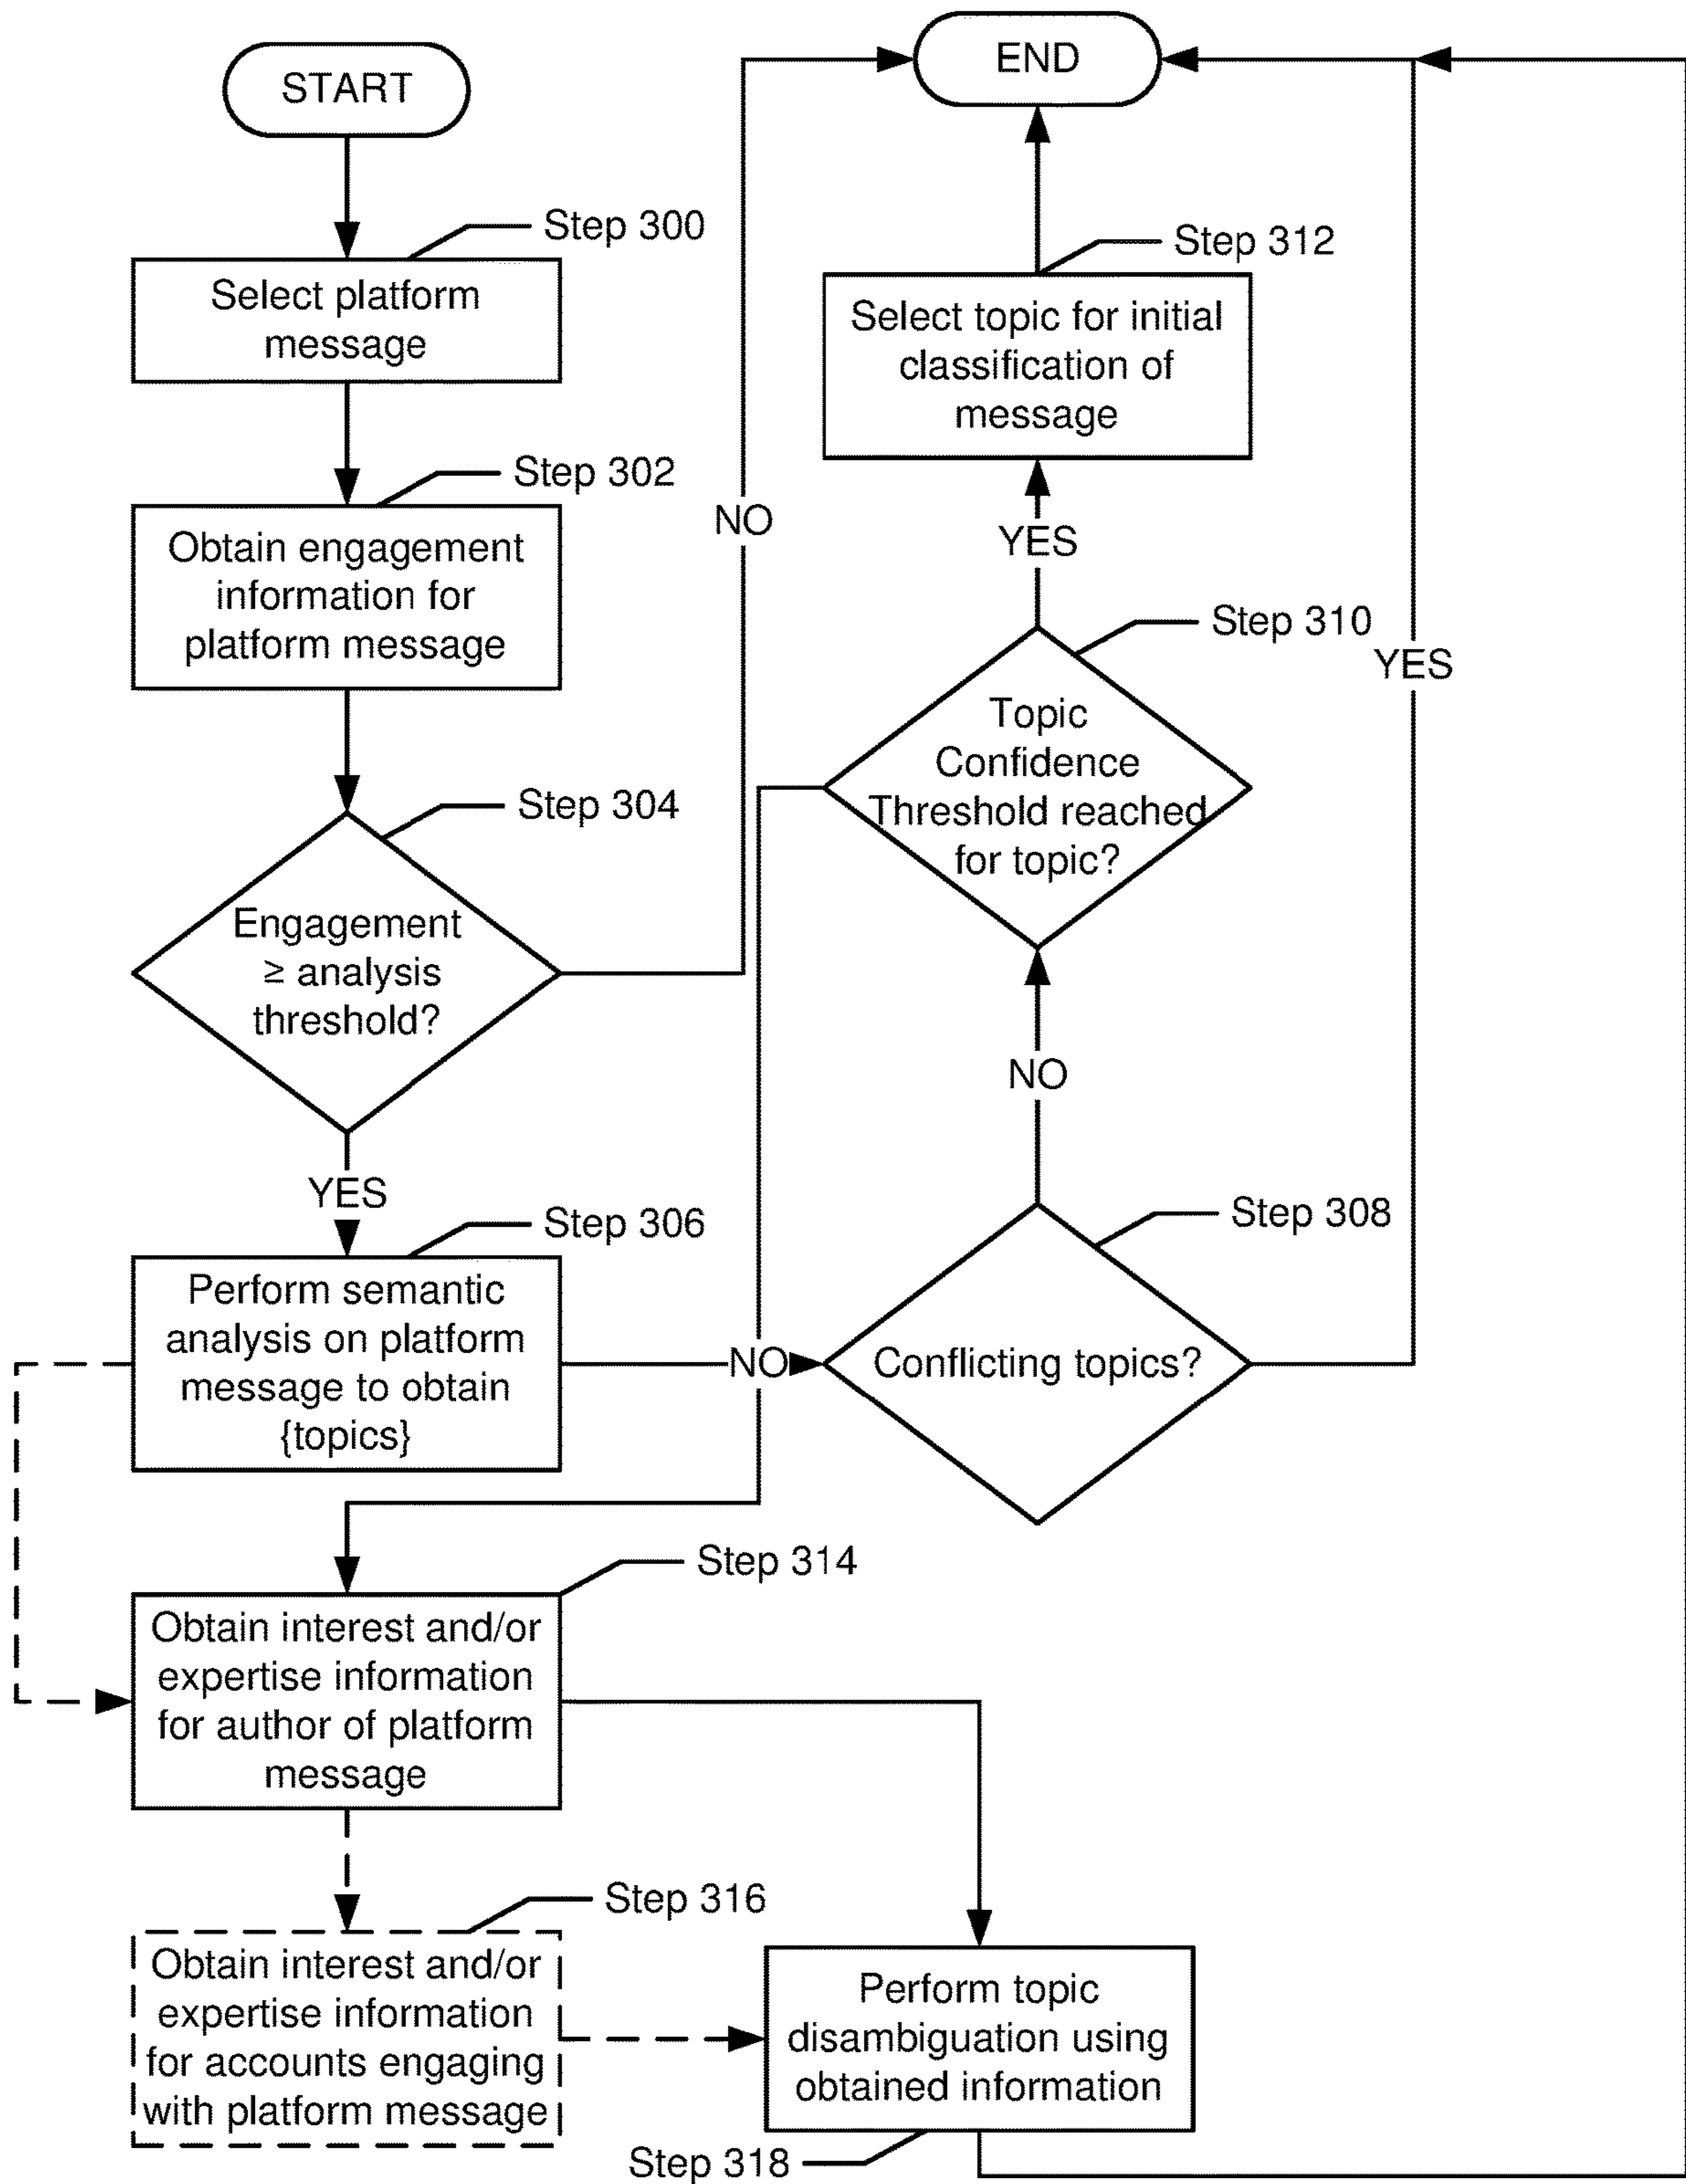 START
Step 300
Select platform
message
Step 302
Obtain engagement
information for
platform message
Step 304
Engagement
≥ analysis
threshold?
NO
YES
Step 306
Perform semantic
analysis on platform
message to obtain
{topics}
NO
Step 308
Conflicting topics?
NO
YES
Step 310
Topic
Confidence
Threshold reached
for topic?
YES
Step 312
Select topic for initial
classification of
message
END
Step 314
Obtain interest and/or
expertise information
for author of platform
message
Step 316
Obtain interest and/or
expertise information
for accounts engaging
with platform message
Perform topic
disambiguation using
obtained information
Step 318